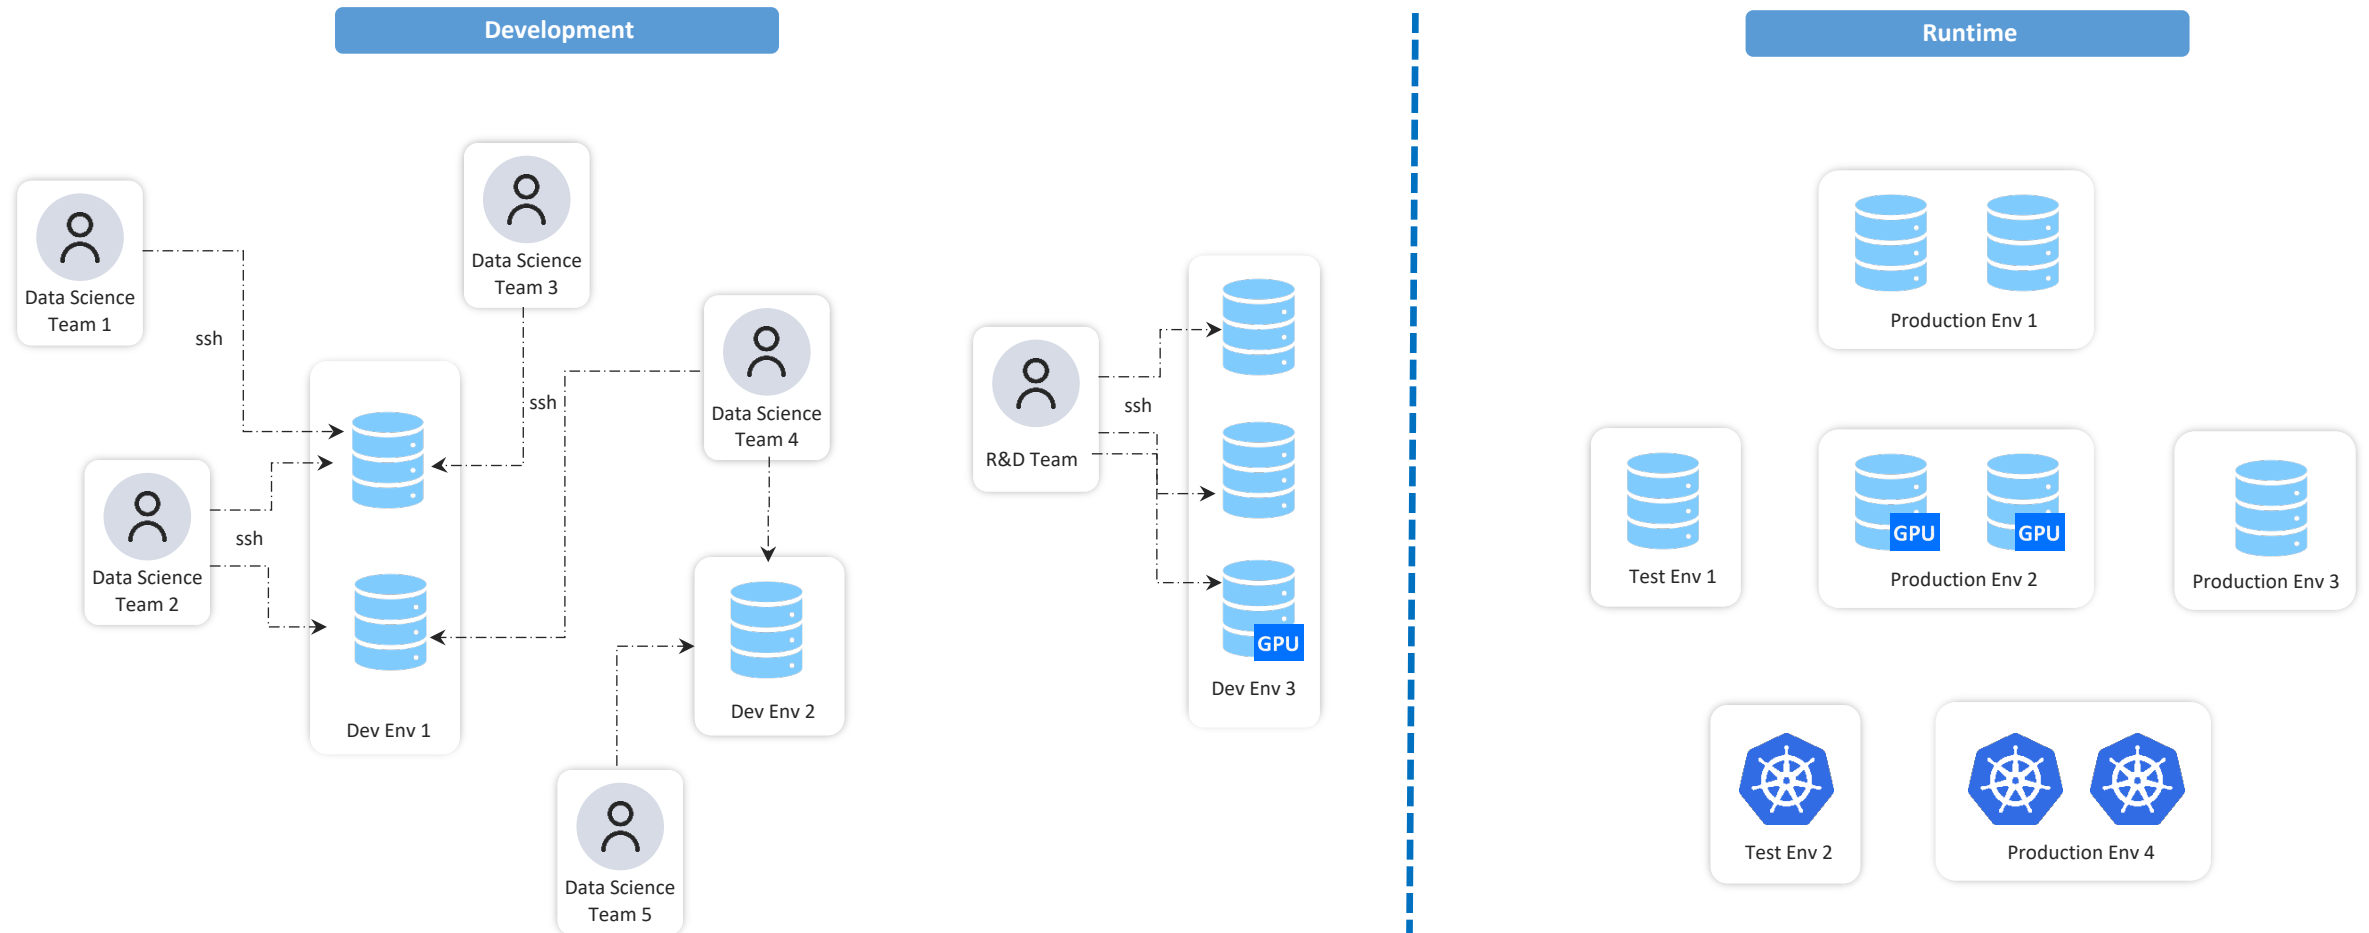 Development
Runtime
Data Science
Team 3
Data Science
Team 1
ssh
Data Science
Team 4
ssh
Data Science
Team 2
ssh
Dev Env 1
Dev Env 2
Data Science
Team 5
R&D Team
ssh
GPU
Dev Env 3
Production Env 1
Test Env 1
GPU
GPU
Production Env 2
Production Env 3
Test Env 2
Production Env 4